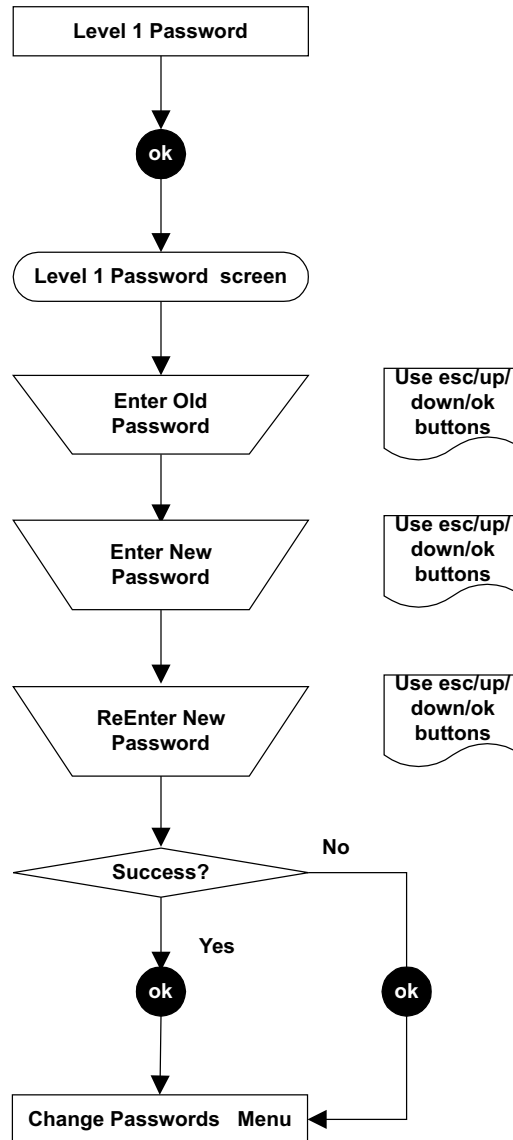 Level 1 Password
ok
Level 1 Password screen
Enter Old
Password
Use esc/up/
down/ok
buttons
Enter New
Password
Use esc/up/
down/ok
buttons
ReEnter New
Password
Use esc/up/
down/ok
buttons
Success?
No
Yes
ok
ok
Change Passwords Menu